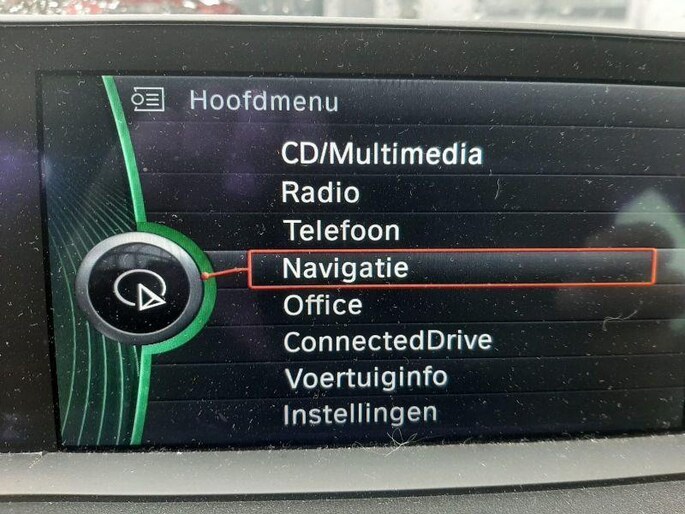 Hoofdmenu
CD/Multimedia
Radio
Telefoon
Navigatie
Office
ConnectedDrive
Voertuiginfo
Instellingen